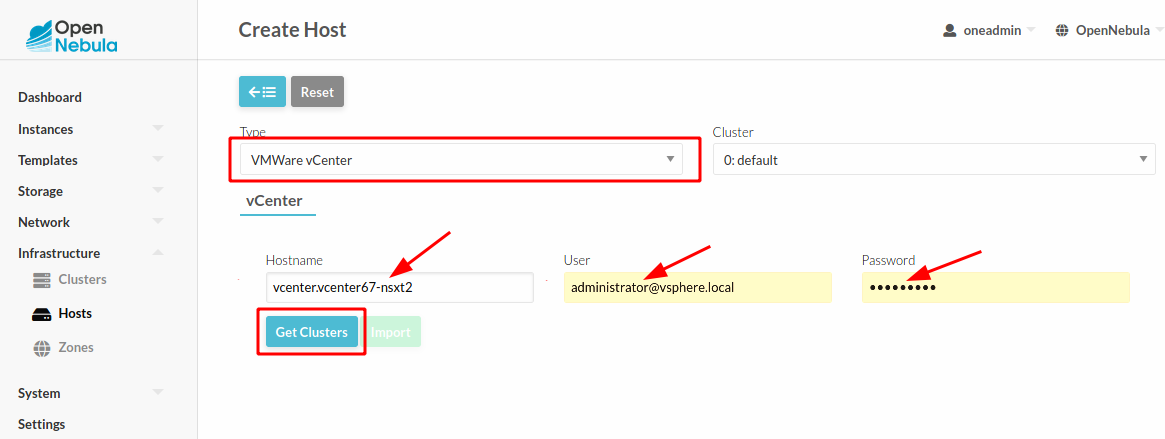 Open
Nebula
Create Host
oneadmin
OpenNebula
Dashboard
Instances
Templates
Storage
Network
Infrastructure
Clusters
Hosts
Zones
System
Settings
Reset
Type
VMWare vCenter
Cluster
0: default
vCenter
Hostname
vcenter.vcenter67-nsxt2
User
administrator@vsphere.local
Password
•••••••••
Get Clusters
Import